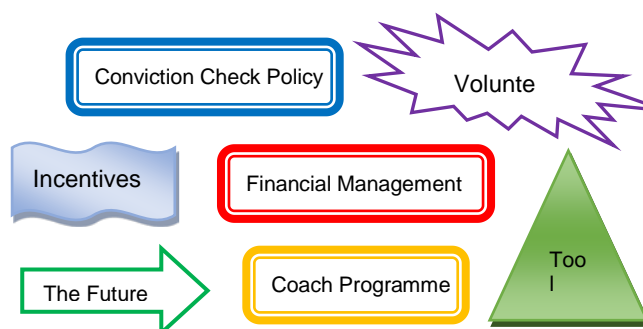 Conviction Check Policy
Volunte
Incentives
Financial Management
Too
l
The Future
Coach Programme